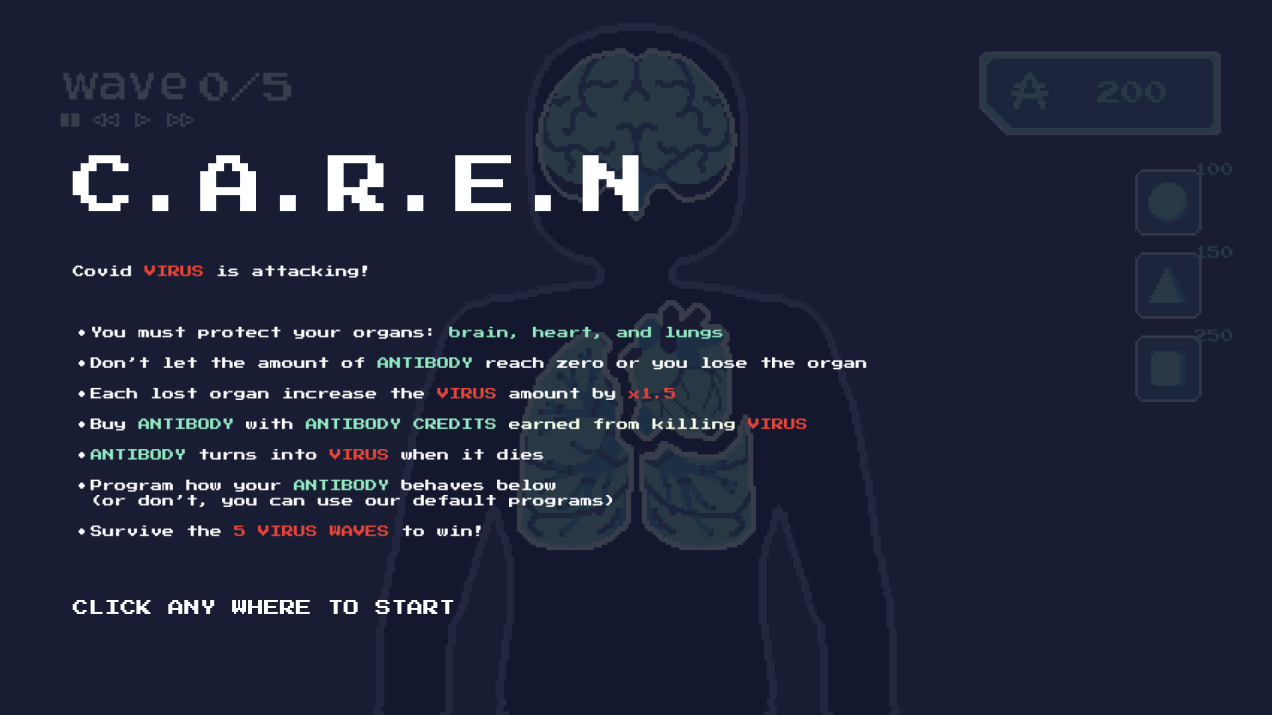 wave 0/5
200
C.A.R.E.N
100
150
250
Covid VIRUS is attacking!
•You must protect your organs: brain, heart, and lungs
•Don't let the amount of ANTIBODY reach zero or you lose the organ
•Each lost organ increase the VIRUS amount by x1.5
•Buy ANTIBODY with ANTIBODY CREDITS earned from killing VIRUS
•ANTIBODY turns into VIRUS when it dies
•Program how your ANTIBODY behaves below
(or don't, you can use our default programs)
•Survive the 5 VIRUS WAVES to win!
CLICK ANY WHERE TO START